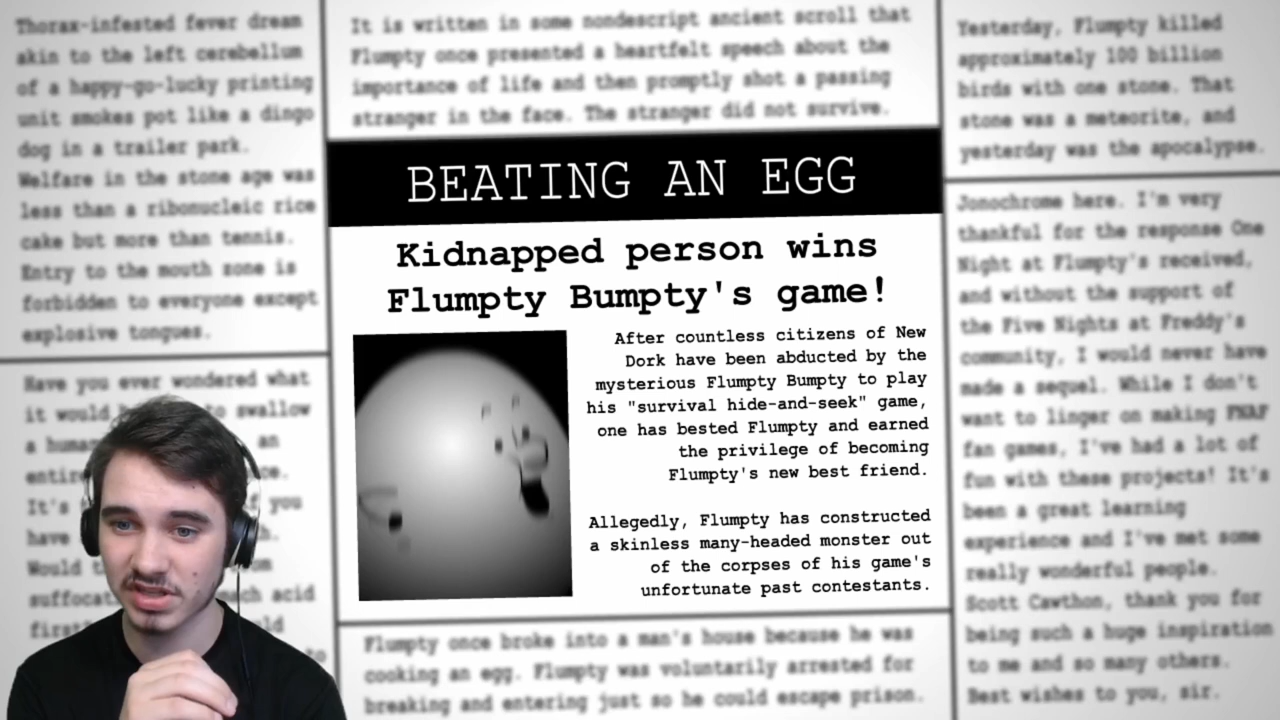 Thorax-infested fever dream
akin to the left cerebellum
of a happy-go-lucky printing
unit smokes pot like a dingo
dog in a trailer park.
Welfare in the stone age was
less than a ribonucleic rice
cake but more than tennis.
Entry to the mouth zone is
forbidden to everyone except
explosive tongues.
Have you ever wondered what
it would to swallow
a human an
entire
It's you
have
Would
suffocat acid
first
to
It is written in some nondescript ancient scroll that
Flumpty once presented a heartfelt speech about the
importance of life and then promptly shot a passing
stranger in the face. The stranger did not survive.
BEATING AN EGG
Kidnapped person wins
Flumpty Bumpty's game!
After countless citizens of New
Dork have been abducted by the
mysterious Flumpty Bumpty to play
his "survival hide-and-seek" game,
one has bested Flumpty and earned
the privilege of becoming
Flumpty's new best friend.
Allegedly, Flumpty has constructed
a skinless many-headed monster out
of the corpses of his game's
unfortunate past contestants.
Flumpty once broke into a man's house because he was
cooking an egg. Flumpty was voluntarily arrested for
breaking and entering just so he could escape prison.
Yesterday, Flumpty killed
approximately 100 billion
birds with one stone. That
stone was a meteorite, and
yesterday was the apocalypse.
Jonochrome here. I'm very
thankful for the response One
Night at Flumpty's received,
and without the support of
the Five Nights at Freddy's
community, I would never have
made a sequel. While I don't
want to linger on making FNAF
fan games, I've had a lot of
fun with these projects! It's
been a great learning
experience and I've met some
really wonderful people.
Scott Cawthon, thank you for
being such a huge inspiration
to me and so many others.
Best wishes to you, sir.